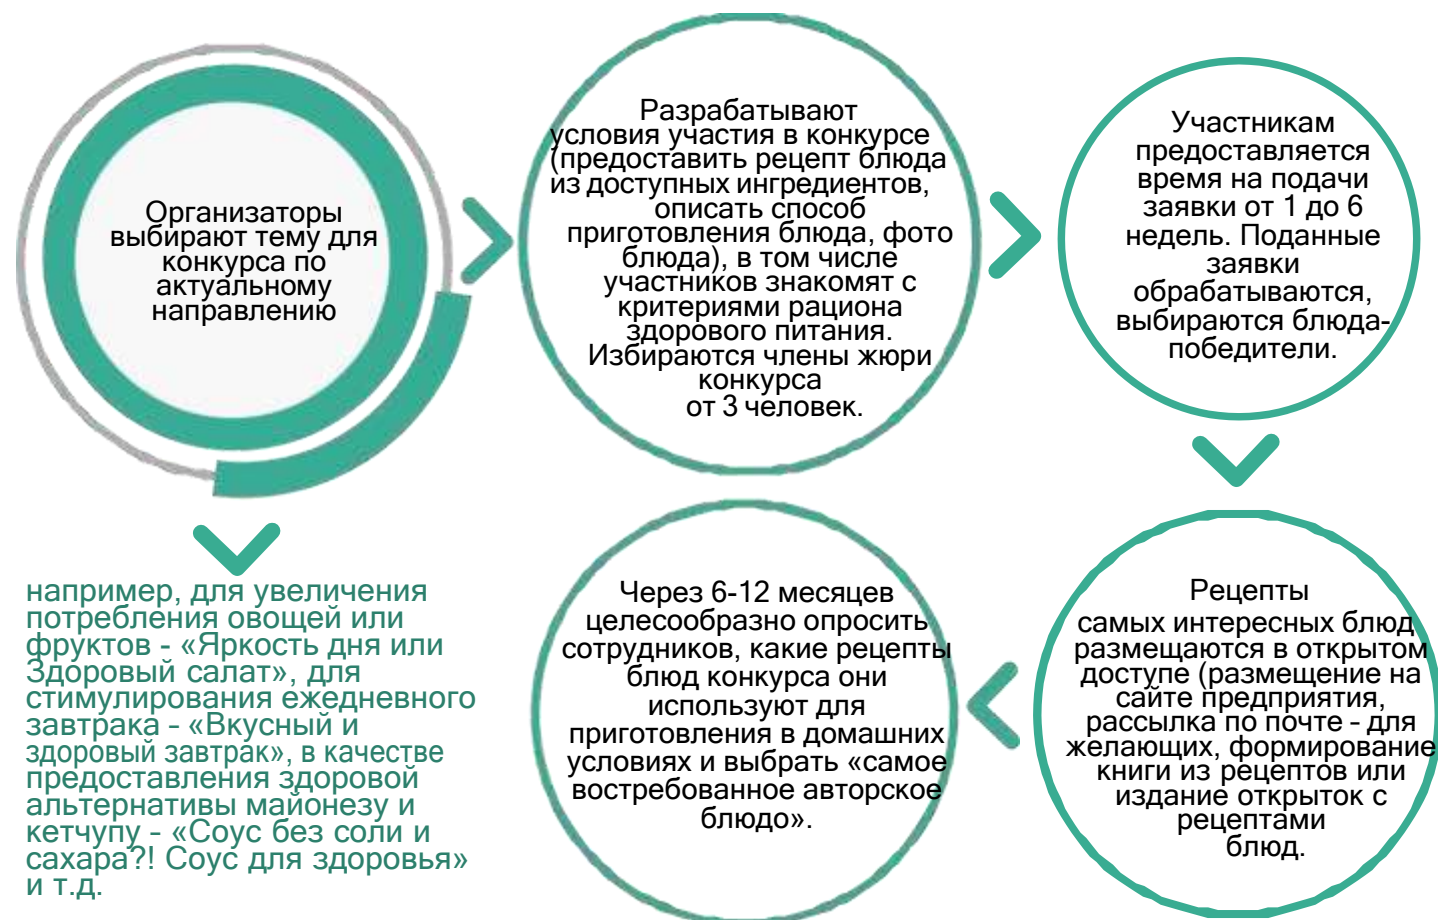 Организаторы
выбирают тему для
конкурса по
актуальному
направлению
например, для увеличения
потребления овощей или
фруктов - «Яркость дня или
Здоровый салат», для
стимулирования ежедневного
завтрака - «Вкусный и
здоровый завтрак», в качестве
предоставления здоровой
альтернативы майонезу и
кетчупу - «Соус без соли и
сахара?! Соус для здоровья»
и т.д.
Разрабатывают
условия участия в конкурсе
(предоставить рецепт блюда
из доступных ингредиентов,
описать способ
приготовления блюда, фото
блюда), в том числе
участников знакомят с
критериями рациона
здорового питания.
Избираются члены жюри
конкурса
от 3 человек.
Участникам
предоставляется
время на подачи
заявки от 1 до 6
недель. Поданные
заявки
обрабатываются,
выбираются блюда-
победители.
Рецепты
самых интересных блюд
размещаются в открытом
доступе (размещение на
сайте предприятия,
рассылка по почте - для
желающих, формирование
книги из рецептов или
издание открыток с
рецептами
блюд.
Через 6-12 месяцев
целесообразно опросить
сотрудников, какие рецепты
блюд конкурса они
используют для
приготовления в домашних
условиях и выбрать «самое
востребованное авторское
блюдо».